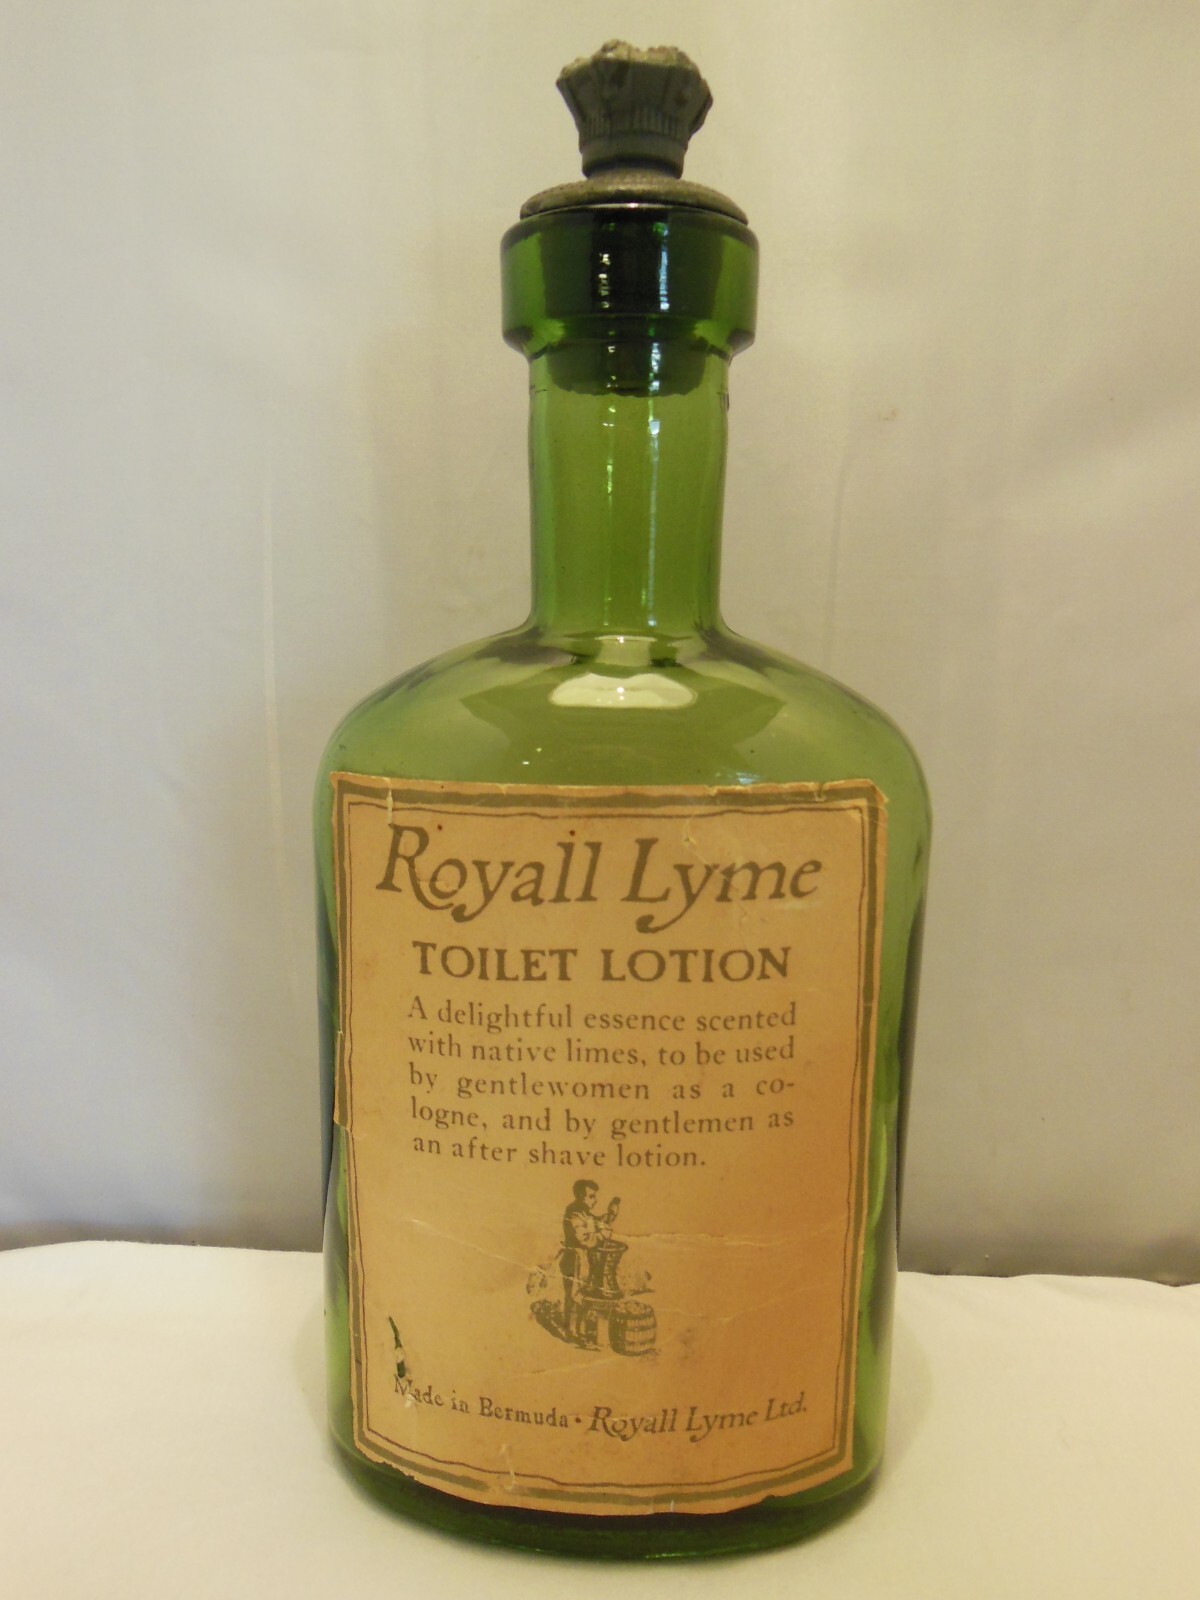 Royall Lyme
TOILET LOTION
A delightful essence scented
with native limes, to be used
by gentlewomen as a co-
logne, and by gentlemen as
an after shave lotion.
Made in Bermuda · Royall Lyme Ltd.